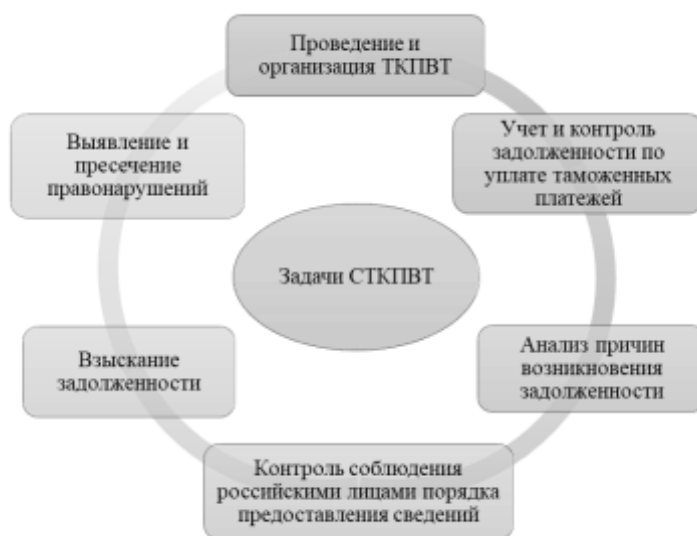 Проведение и
организация ТКПВТ
Учет и контроль
задолженности по
уплате таможенных
платежей
Анализ причин
возникновения
задолженности
Контроль соблюдения
российскими лицами порядка
предоставления сведений
Взыскание
задолженности
Выявление и
пресечение
правонарушений
Задачи СТКПВТ